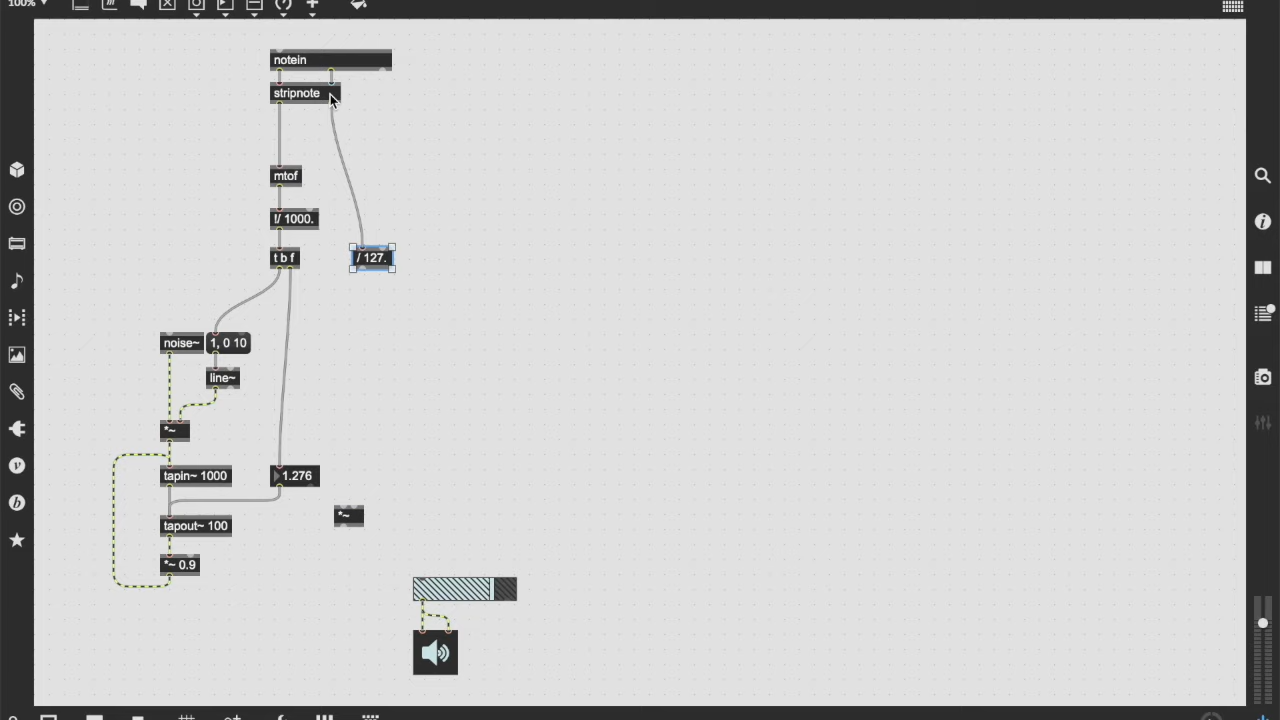 100%
notein
stripnote
mtof
!/ 1000.
t b f
/ 127.
noise~
1, 0 10
line~
*~
tapin~ 1000
1.276
*~
tapout~ 100
*~ 0.9